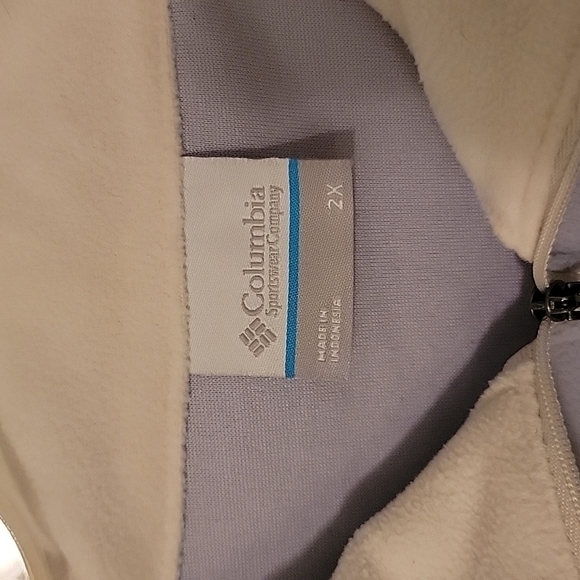 Columbia
Sportswear Company
2X
MADE IN
INDONESIA